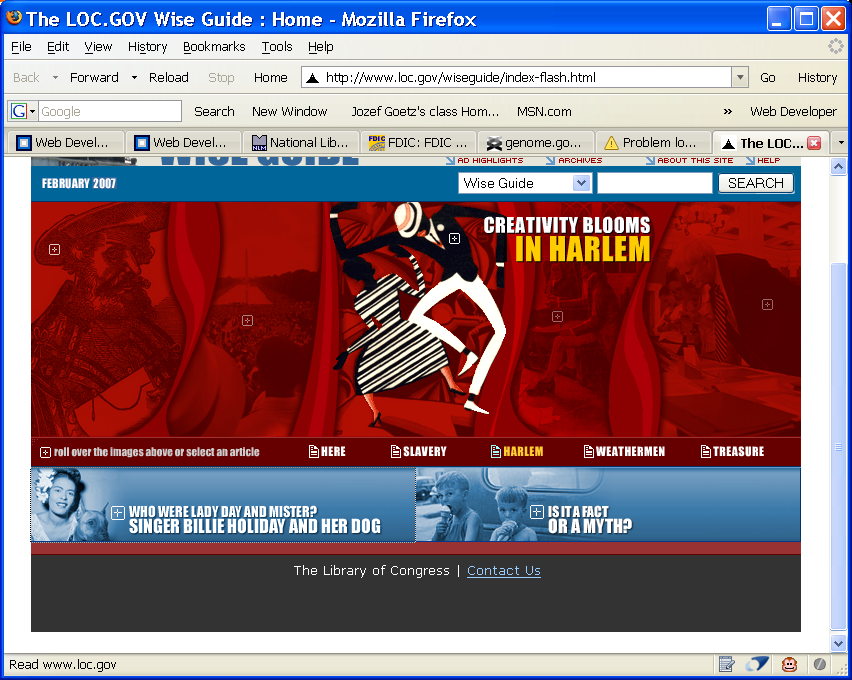 The LOC.GOV Wise Guide : Home - Mozilla Firefox
File Edit View History Bookmarks Tools Help
Back Forward Reload Stop Home http://www.loc.gov/wiseguide/index-flash.html Go History
G Google Search New Window Jozef Goetz's class Hom... MSN.com » Web Developer
Web Devel... Web Devel... NLM National Lib... FDIC FDIC: FDIC ... genome.go... Problem lo... The LOC...
WISE GUIDE AD HIGHLIGHTS ARCHIVES ABOUT THIS SITE HELP
FEBRUARY 2007 Wise Guide SEARCH
CREATIVITY BLOOMS
IN HARLEM
roll over the images above or select an article HERE SLAVERY HARLEM WEATHERMEN TREASURE
WHO WERE LADY DAY AND MISTER?
SINGER BILLIE HOLIDAY AND HER DOG
IS IT A FACT
OR A MYTH?
The Library of Congress | Contact Us
Read www.loc.gov